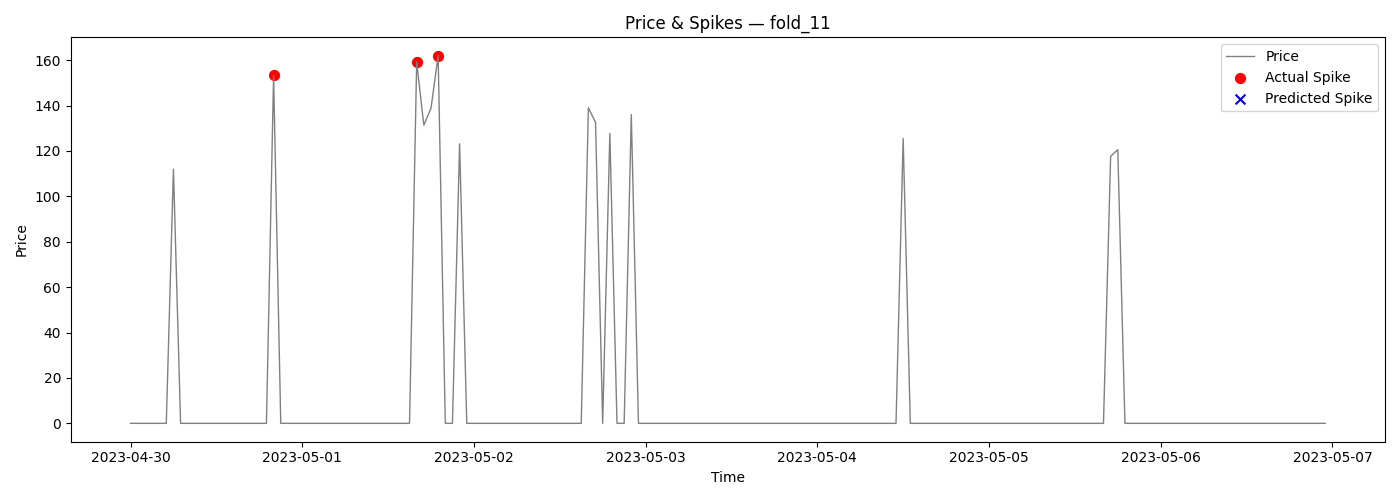 Price & Spikes — fold_11
Price
Actual Spike
Predicted Spike
160
140
120
100
80
60
40
20
0
Price
2023-04-30
2023-05-01
2023-05-02
2023-05-03
2023-05-04
2023-05-05
2023-05-06
2023-05-07
Time